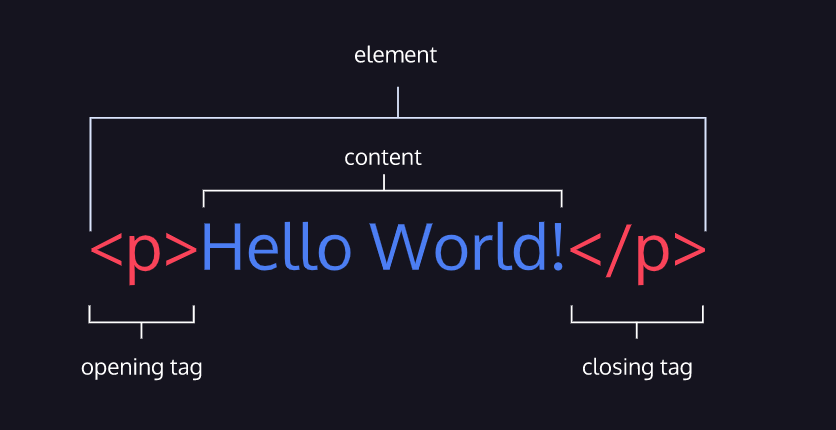 element
content
<p>Hello World!</p>
opening tag
closing tag